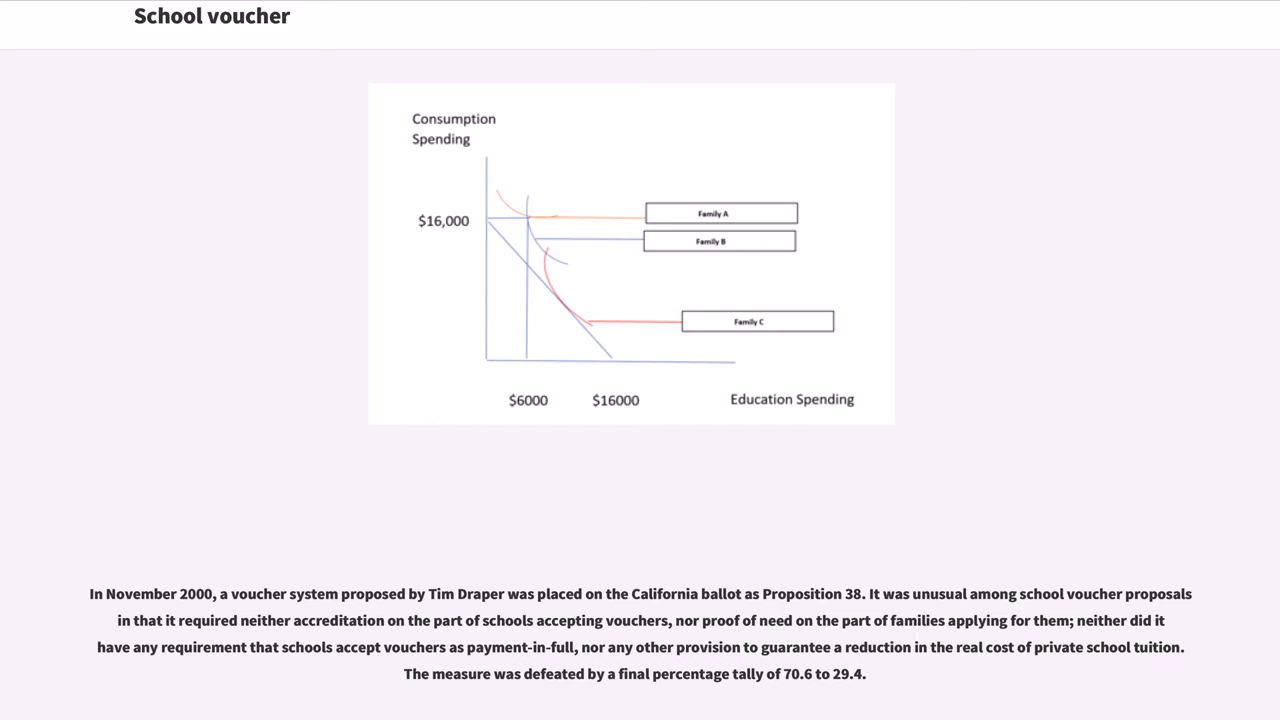 School voucher
Consumption
Spending
$16,000
Family A
Family B
Family C
$6000
$16000
Education Spending
In November 2000, a voucher system proposed by Tim Draper was placed on the California ballot as Proposition 38. It was unusual among school voucher proposals
in that it required neither accreditation on the part of schools accepting vouchers, nor proof of need on the part of families applying for them; neither did it
have any requirement that schools accept vouchers as payment-in-full, nor any other provision to guarantee a reduction in the real cost of private school tuition.
The measure was defeated by a final percentage tally of 70.6 to 29.4.